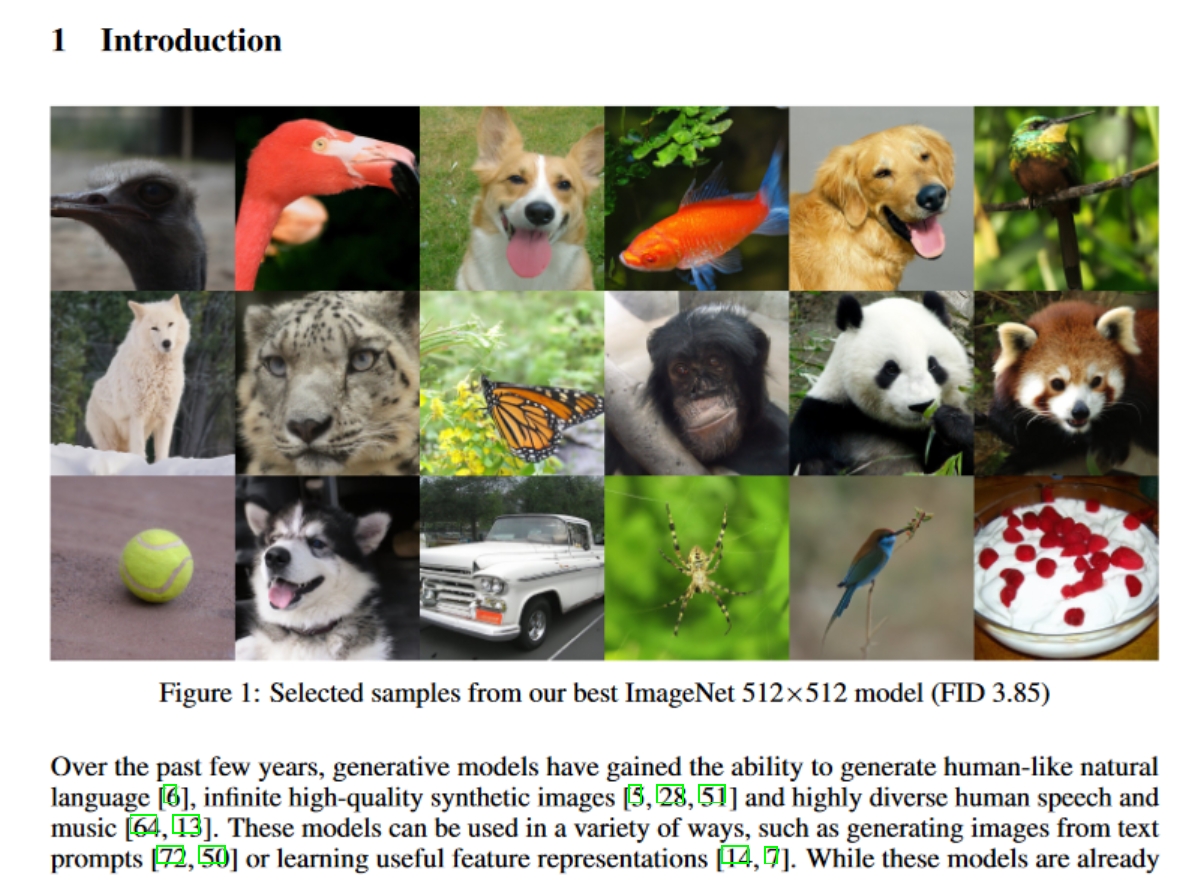 1 Introduction
Figure 1: Selected samples from our best ImageNet 512×512 model (FID 3.85)
Over the past few years, generative models have gained the ability to generate human-like natural
language [6], infinite high-quality synthetic images [5, 28, 51] and highly diverse human speech and
music [64, 13]. These models can be used in a variety of ways, such as generating images from text
prompts [72, 50] or learning useful feature representations [14, 7]. While these models are already